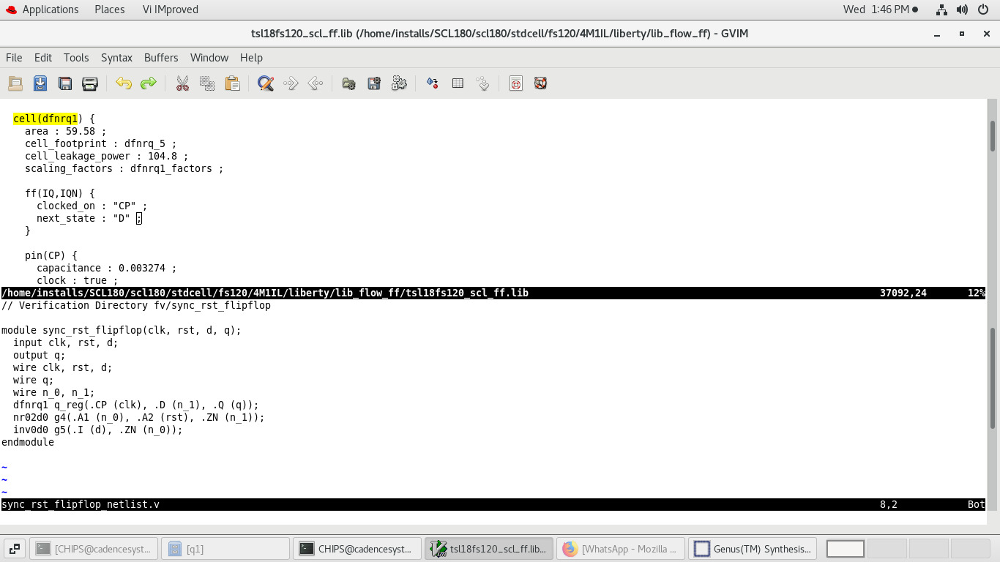 Applications Places Vi IMproved Wed 1:46 PM
tsl18fs120_scl_ff.lib (/home/installs/SCL180/scl180/stdcell/fs120/4M1IL/liberty/lib_flow_ff) - GVIM
File Edit Tools Syntax Buffers Window Help
cell(dfnrq1) {
area : 59.58 ;
cell_footprint : dfnrq_5 ;
cell_leakage_power : 104.8 ;
scaling_factors : dfnrq1_factors ;
ff(IQ,IQN) {
clocked_on : "CP" ;
next_state : "D" ;
}
pin(CP) {
capacitance : 0.003274 ;
clock : true ;
/home/installs/SCL180/scl180/stdcell/fs120/4M1IL/liberty/lib_flow_ff/tsl18fs120_scl_ff.lib 37092,24 12%
// Verification Directory fv/sync_rst_flipflop
module sync_rst_flipflop(clk, rst, d, q);
input clk, rst, d;
output q;
wire clk, rst, d;
wire q;
wire n_0, n_1;
dfnrq1 q_reg(.CP (clk), .D (n_1), .Q (q));
nr02d0 g4(.A1 (n_0), .A2 (rst), .ZN (n_1));
inv0d0 g5(.I (d), .ZN (n_0));
endmodule
~
~
~
sync_rst_flipflop_netlist.v 8,2 Bot
[CHIPS@cadencesyst... [q1] CHIPS@cadencesyst... tsl18fs120_scl_ff.lib... [WhatsApp - Mozilla ... Genus(TM) Synthesis...